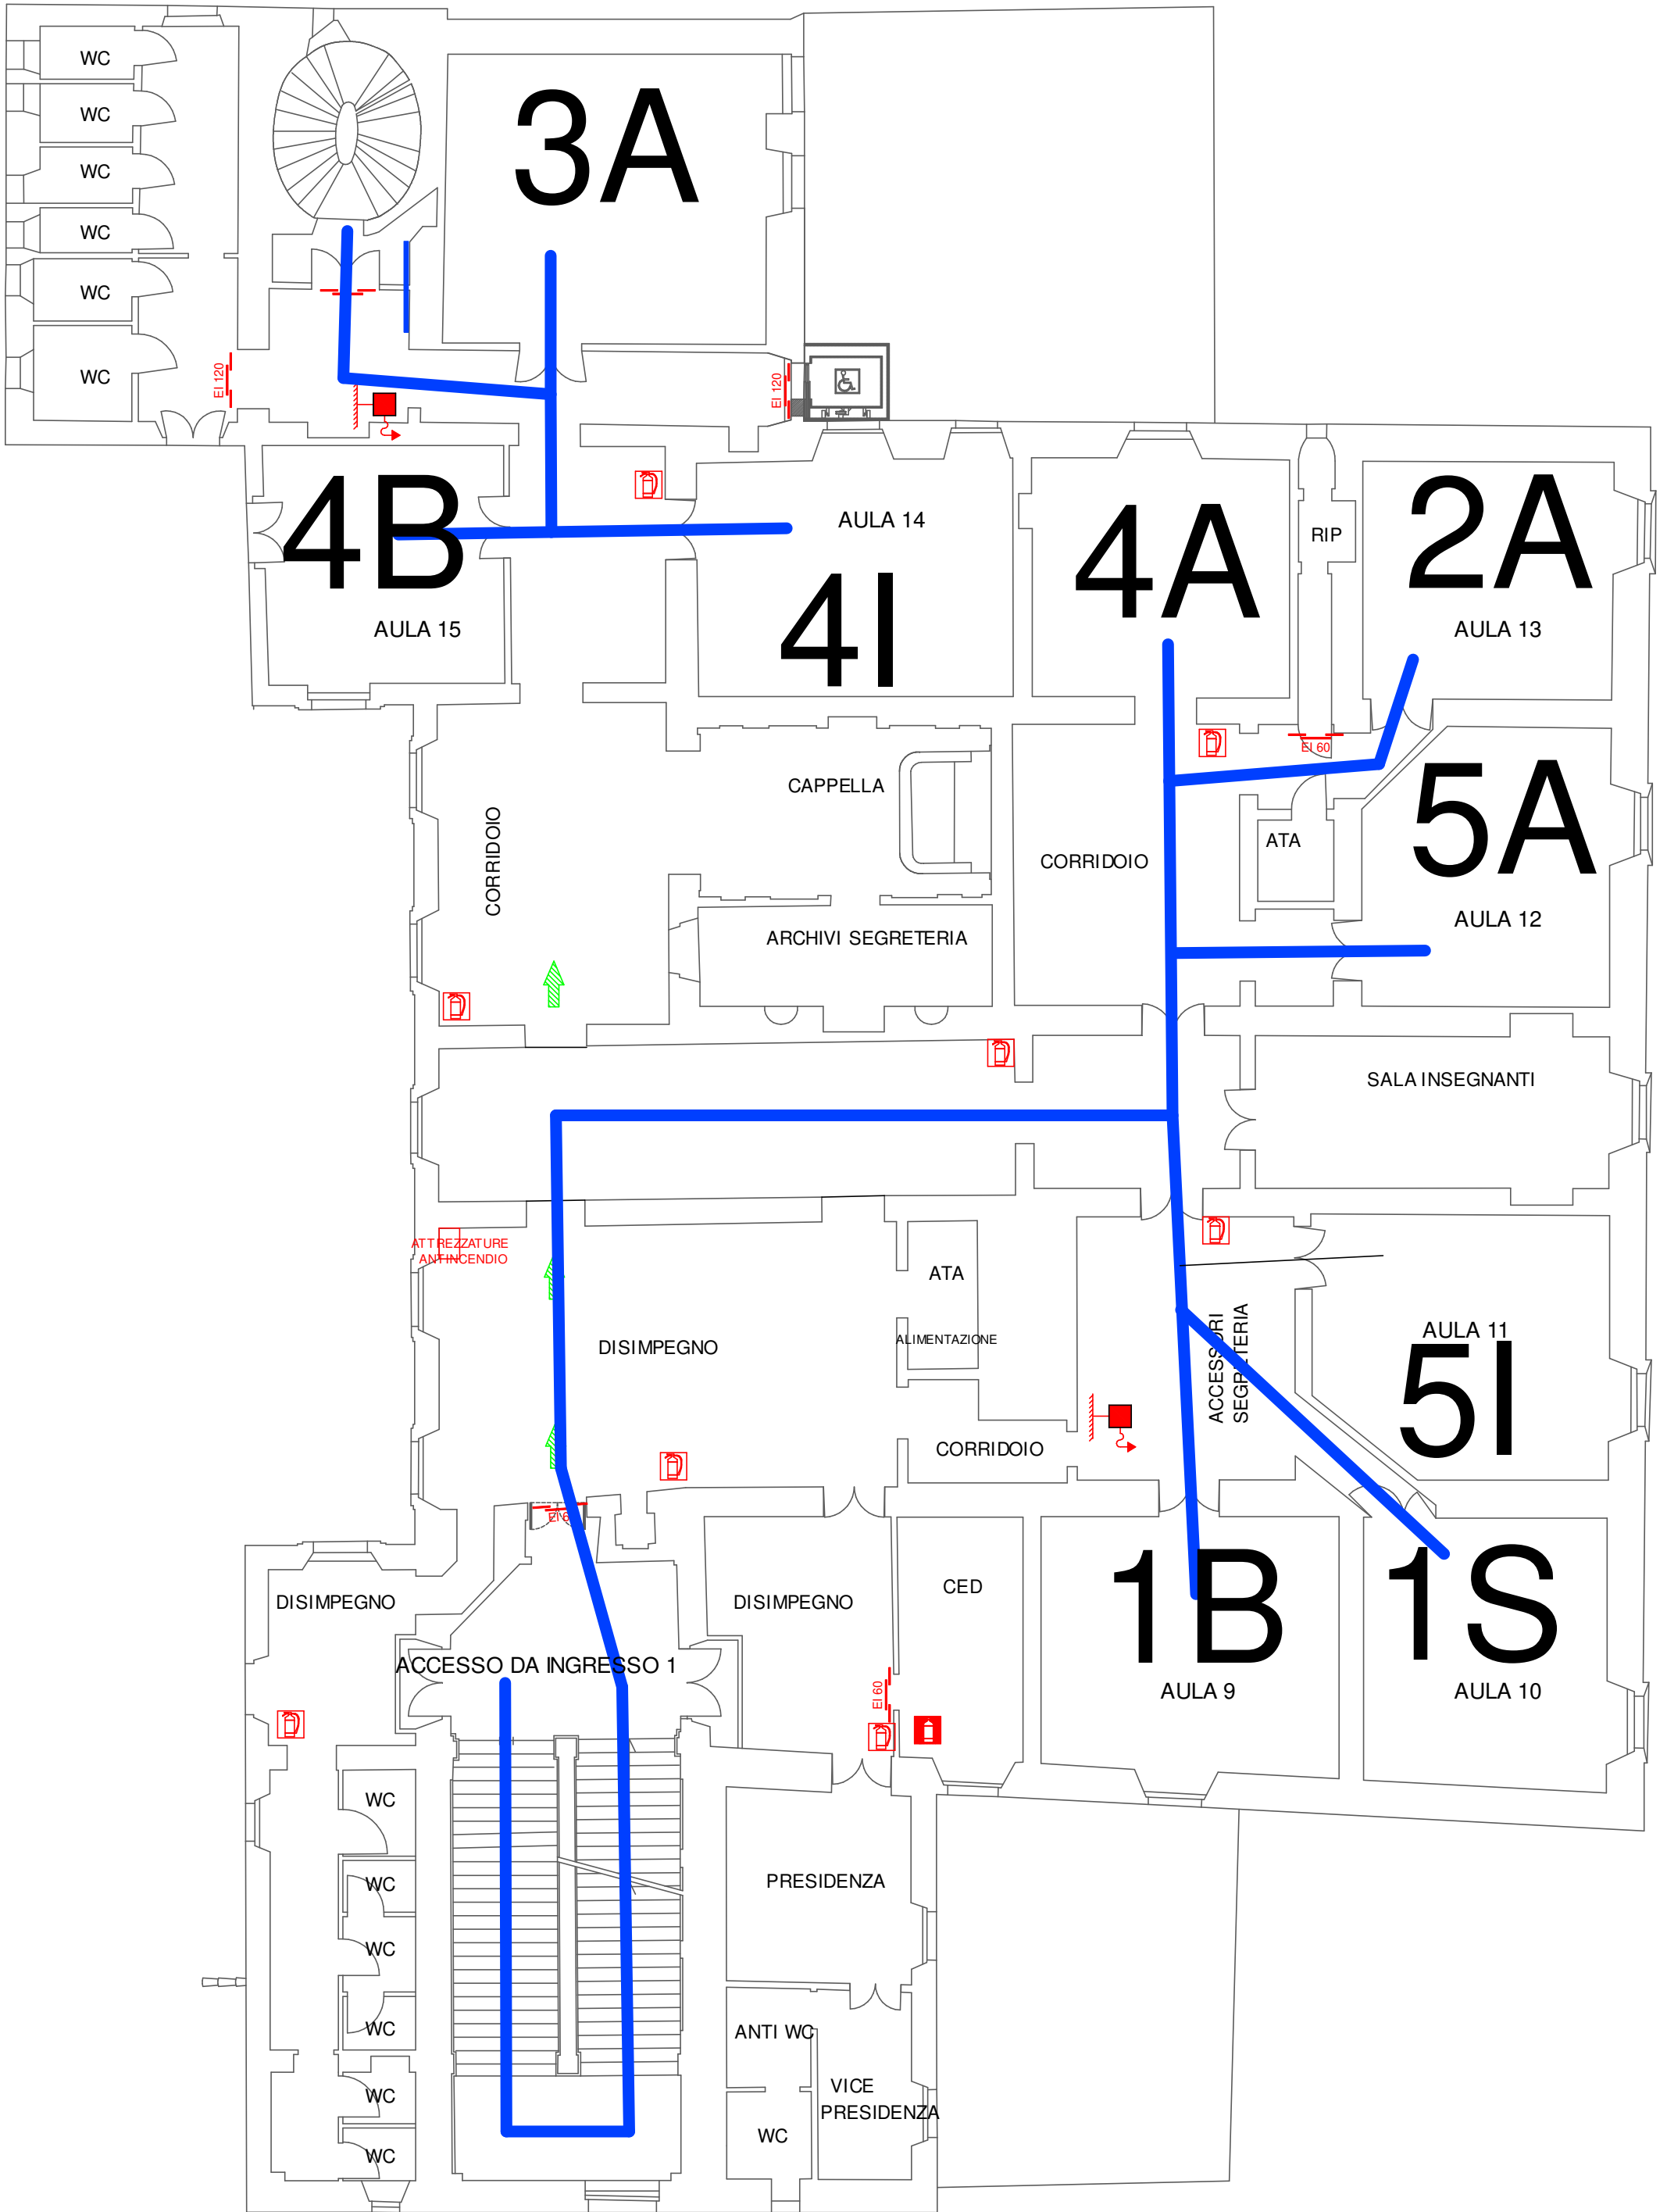 WC
3A
WC
WC
WC
WC
WC
EI 120
EI 120
4B
AULA 15
AULA 14
4I
4A
RIP
2A
AULA 13
EI 60
CAPPELLA
CORRIDOIO
CORRIDOIO
ATA
5A
AULA 12
ARCHIVI SEGRETERIA
SALA INSEGNANTI
ATTREZZATURE
ANTINCENDIO
ATA
ALIMENTAZIONE
DISIMPEGNO
ACCESSORI
SEGRETERIA
AULA 11
5I
CORRIDOIO
DISIMPEGNO
DISIMPEGNO
CED
1B
AULA 9
1S
AULA 10
ACCESSO DA INGRESSO 1
EI 60
WC
WC
WC
WC
WC
WC
PRESIDENZA
ANTI WC
VICE
PRESIDENZA
WC